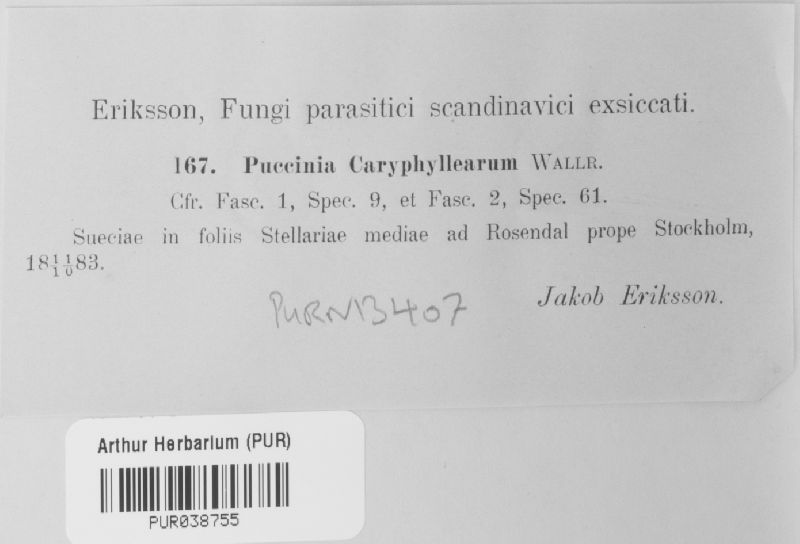 Eriksson, Fungi parasitici scandinavici exsiccati.
167. Puccinia Caryphyllearum WALLR.
Cfr. Fasc. 1, Spec. 9, et Fasc. 2, Spec. 61.
Sueciae in foliis Stellariae mediae ad Rosendal prope Stockholm,
18 11/10 83.
Jakob Eriksson.
PURN13407
Arthur Herbarium (PUR)
PUR038755